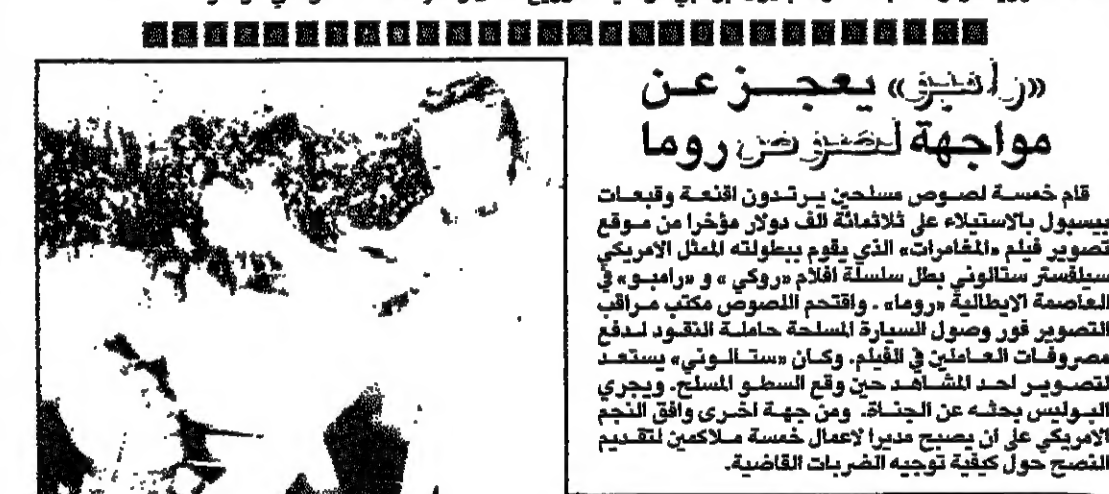 «رامبو» يعجز عن
مواجهة لصوص روما
قام خمسة لصوص مسلحين يرتدون اقنعة وقبعات
بيسبول بالاستيلاء على ثلاثمائة الف دولار مؤخرا من موقع
تصوير فيلم «المغامرات» الذي يقوم ببطولته الممثل الامريكي
سيلفستر ستالوني بطل سلسلة افلام «روكي» و «رامبو» في
العاصمة الايطالية «روما» . واقتحم اللصوص مكتب مراقب
التصوير فور وصول السيارة المسلحة حاملة النقود لدفع
مصروفات العاملين في الفيلم. وكان «ستالوني» يستعد
لتصوير احد المشاهد حين وقع السطو المسلح. ويجري
البوليس بحثه عن الجناة. ومن جهة اخرى وافق النجم
الامريكي على ان يصبح مديرا لاعمال خمسة ملاكمين لتقديم
النصح حول كيفية توجيه الضربات القاضية.